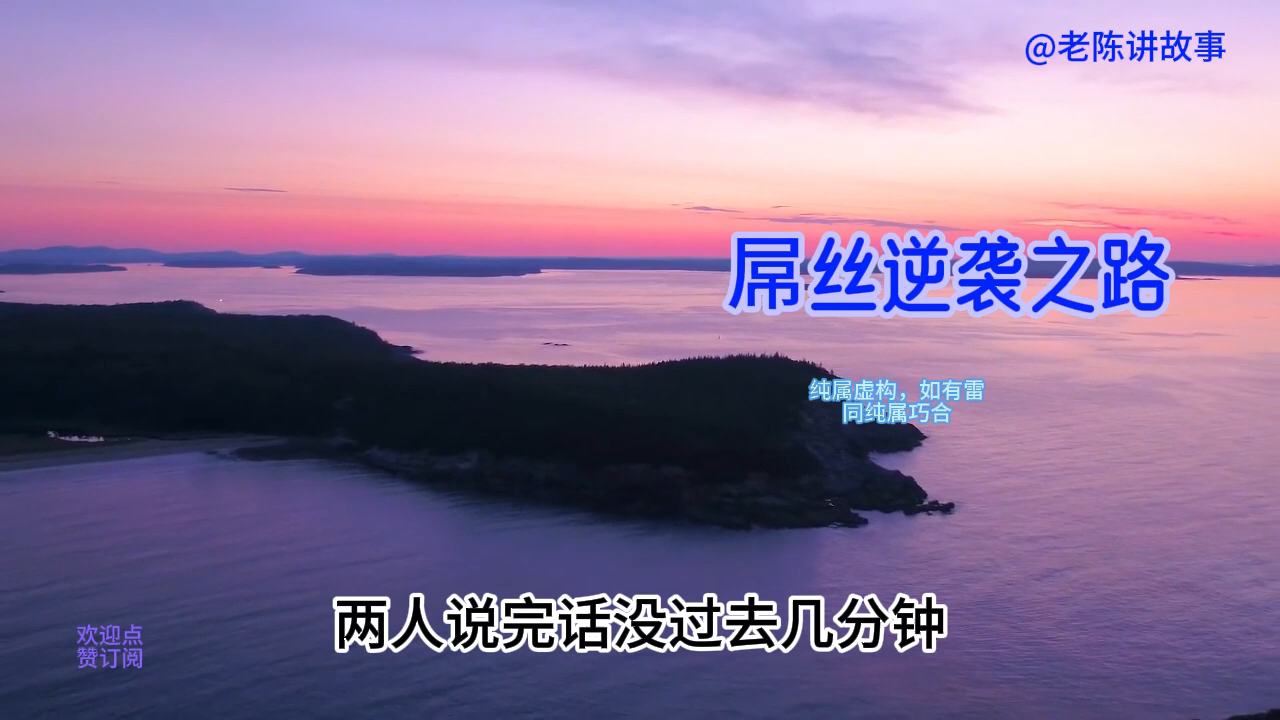 @老陈讲故事
屌丝逆袭之路
纯属虚构，如有雷
同纯属巧合
两人说完话没过去几分钟
欢迎点
赞订阅